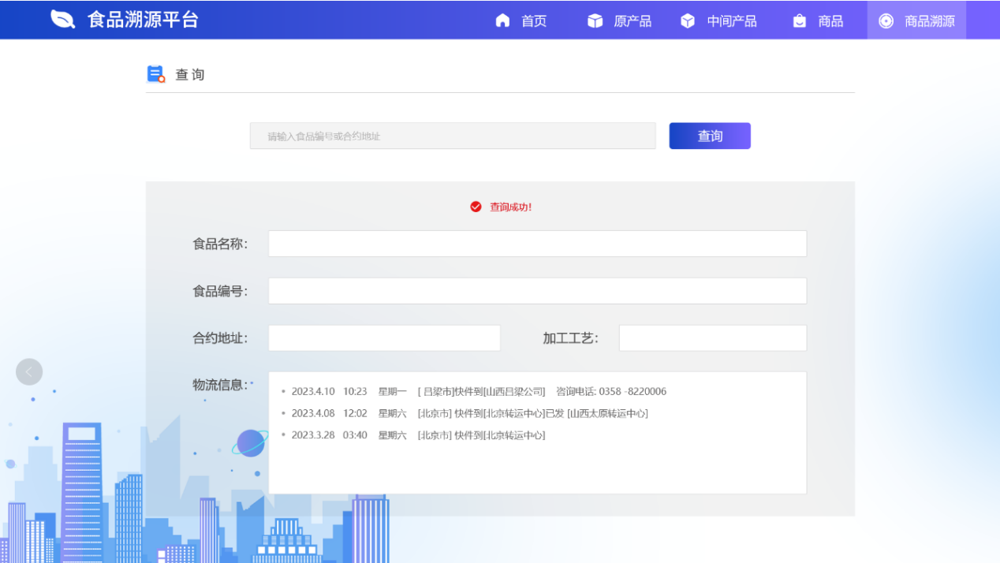 食品溯源平台 首页 原产品 中间产品 商品 商品溯源
查 询
请输入食品编号或合约地址 查询
查询成功!
食品名称：
食品编号：
合约地址： 加工工艺：
物流信息：
2023.4.10 10:23 星期一 [ 吕梁市]快件到[山西吕梁公司] 咨询电话: 0358 -8220006
2023.4.08 12:02 星期六 [北京市] 快件到[北京转运中心]已发 [山西太原转运中心]
2023.3.28 03:40 星期六 [北京市] 快件到[北京转运中心]